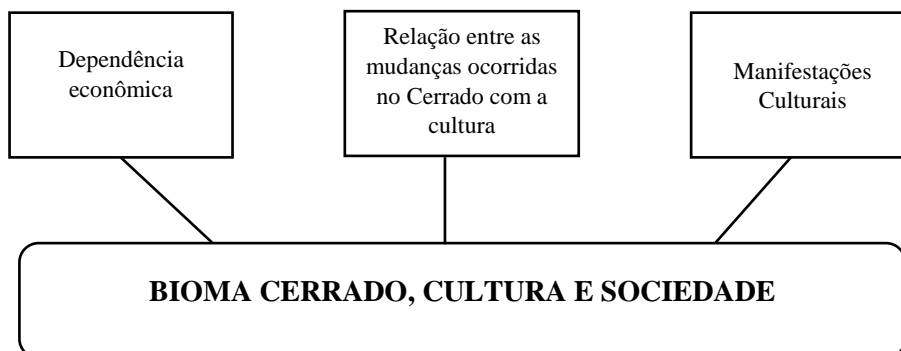 Dependência
econômica
Relação entre as
mudanças ocorridas
no Cerrado com a
cultura
Manifestações
Culturais
BIOMA CERRADO, CULTURA E SOCIEDADE